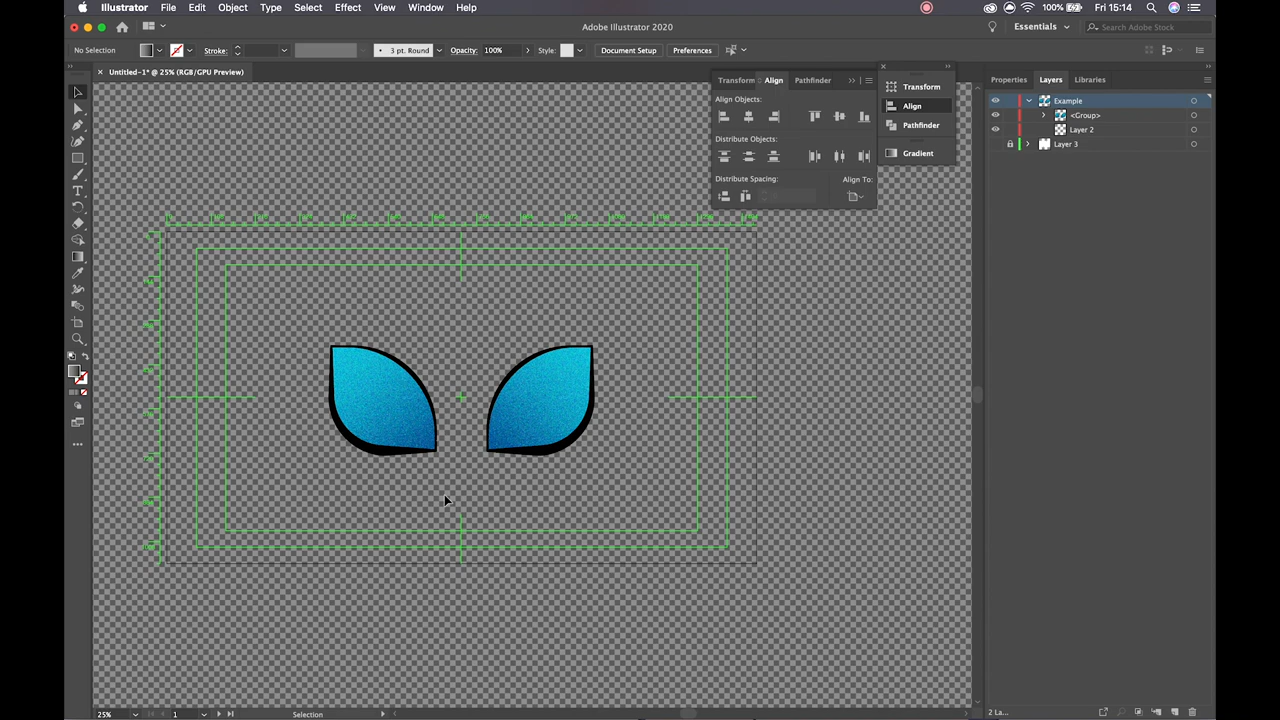 Illustrator File Edit Object Type Select Effect View Window Help 100% Fri 15:14
Adobe Illustrator 2020 Essentials Search Adobe Stock
No Selection Stroke: 3 pt. Round Opacity: 100% Style: Document Setup Preferences
Untitled-1* @ 25% (RGB/GPU Preview)
Transform Align Pathfinder
Align Objects:
Distribute Objects:
Distribute Spacing: Align To:
Transform
Align
Pathfinder
Gradient
Properties Layers Libraries
Example
<Group>
Layer 2
Layer 3
25% 1 Selection
2 La...